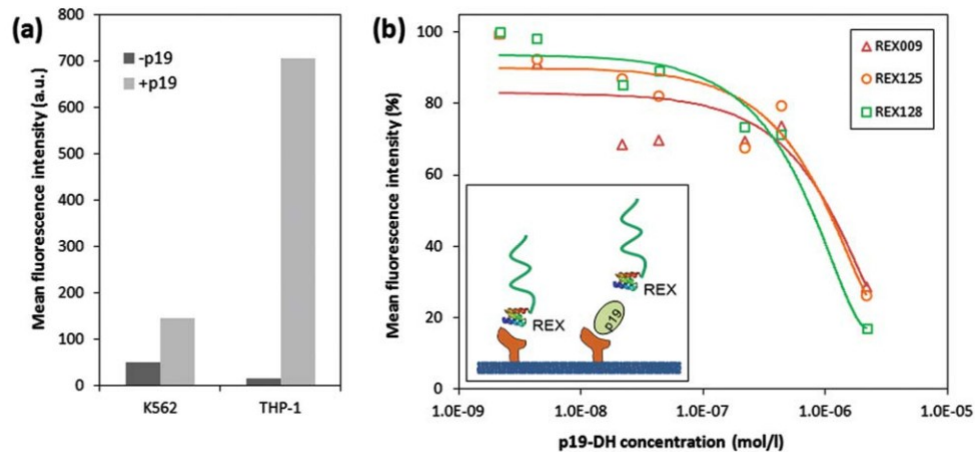 (a)
Mean fluorescence intensity (a.u.)
800
700
600
500
400
300
200
100
0
-p19
+p19
K562
THP-1
(b)
Mean fluorescence intensity (%)
100
80
60
40
20
0
REX009
REX125
REX128
REX
REX
p19
1.0E-09
1.0E-08
1.0E-07
1.0E-06
1.0E-05
p19-DH concentration (mol/l)